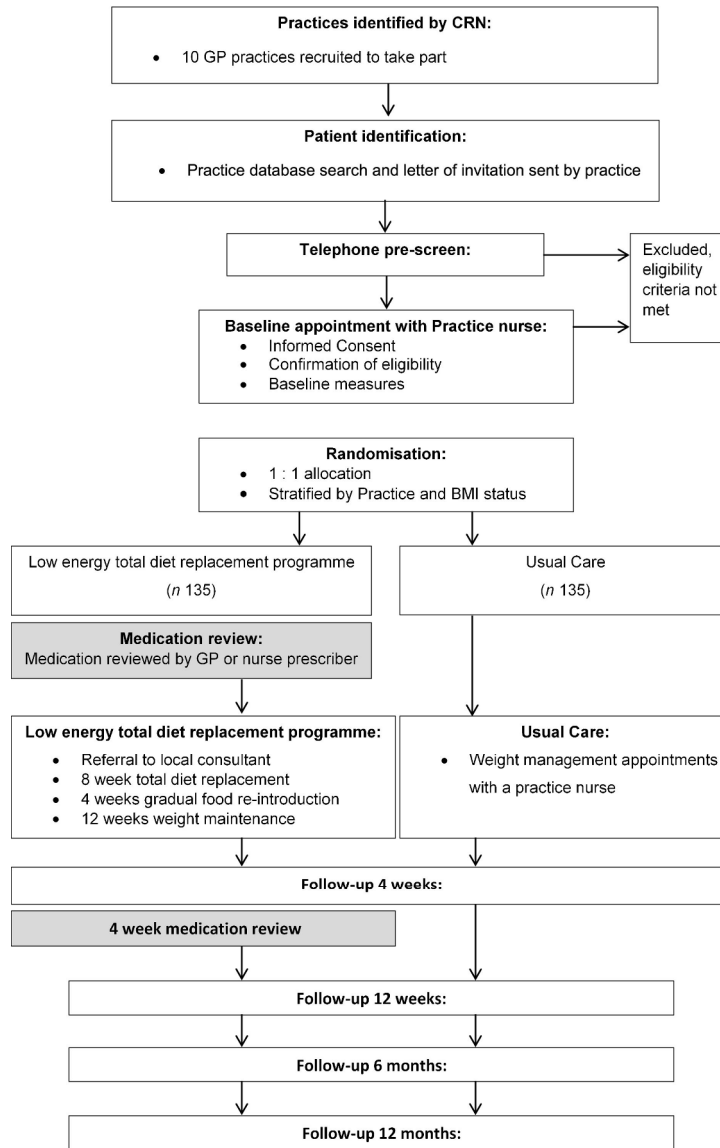 Practices identified by CRN:
• 10 GP practices recruited to take part
Patient identification:
• Practice database search and letter of invitation sent by practice
Telephone pre-screen:
Excluded,
eligibility
criteria not
met
Baseline appointment with Practice nurse:
• Informed Consent
• Confirmation of eligibility
• Baseline measures
Randomisation:
• 1 : 1 allocation
• Stratified by Practice and BMI status
Low energy total diet replacement programme
(n 135)
Usual Care
(n 135)
Medication review:
Medication reviewed by GP or nurse prescriber
Low energy total diet replacement programme:
• Referral to local consultant
• 8 week total diet replacement
• 4 weeks gradual food re-introduction
• 12 weeks weight maintenance
Usual Care:
• Weight management appointments
with a practice nurse
Follow-up 4 weeks:
4 week medication review
Follow-up 12 weeks:
Follow-up 6 months:
Follow-up 12 months: